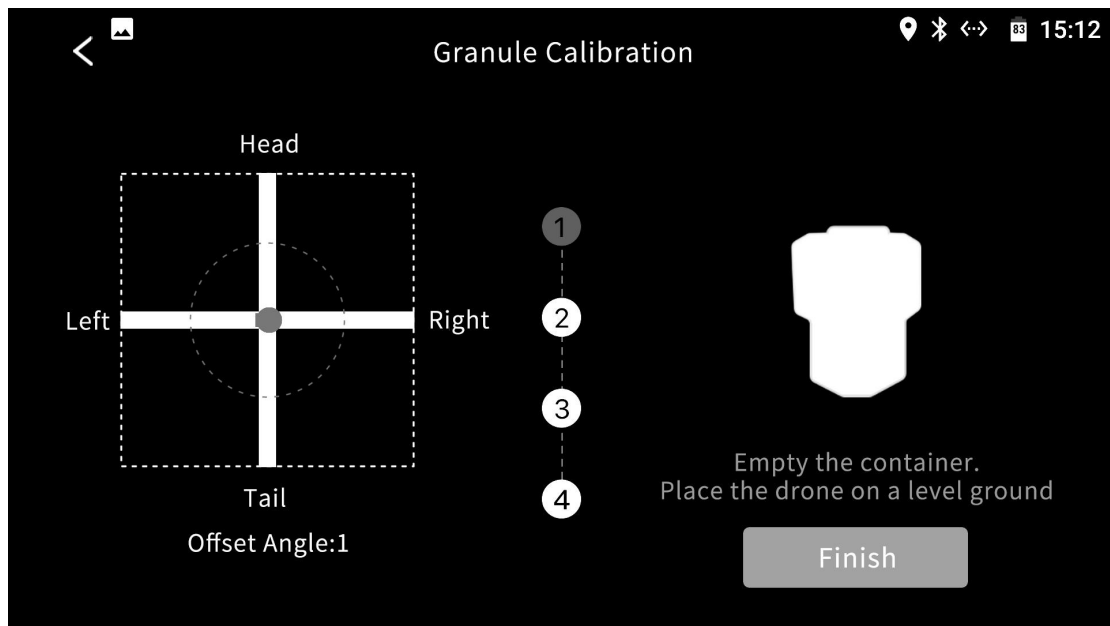 83 15:12
Granule Calibration
Head
Left
Right
Tail
Offset Angle:1
1
2
3
4
Empty the container.
Place the drone on a level ground
Finish